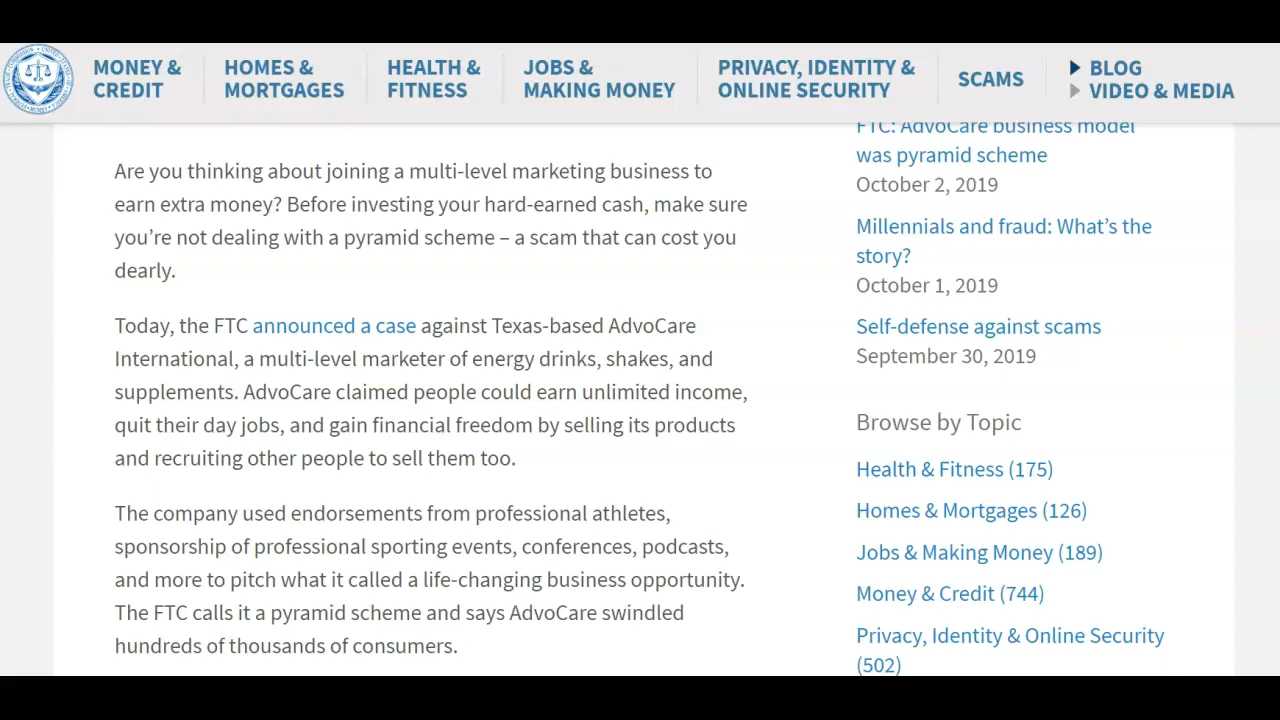 MONEY &
CREDIT
HOMES &
MORTGAGES
HEALTH &
FITNESS
JOBS &
MAKING MONEY
PRIVACY, IDENTITY &
ONLINE SECURITY
SCAMS
BLOG
VIDEO & MEDIA
Are you thinking about joining a multi-level marketing business to
earn extra money? Before investing your hard-earned cash, make sure
you’re not dealing with a pyramid scheme – a scam that can cost you
dearly.
Today, the FTC announced a case against Texas-based AdvoCare
International, a multi-level marketer of energy drinks, shakes, and
supplements. AdvoCare claimed people could earn unlimited income,
quit their day jobs, and gain financial freedom by selling its products
and recruiting other people to sell them too.
The company used endorsements from professional athletes,
sponsorship of professional sporting events, conferences, podcasts,
and more to pitch what it called a life-changing business opportunity.
The FTC calls it a pyramid scheme and says AdvoCare swindled
hundreds of thousands of consumers.
FTC: AdvoCare business model
was pyramid scheme
October 2, 2019
Millennials and fraud: What’s the
story?
October 1, 2019
Self-defense against scams
September 30, 2019
Browse by Topic
Health & Fitness (175)
Homes & Mortgages (126)
Jobs & Making Money (189)
Money & Credit (744)
Privacy, Identity & Online Security
(502)